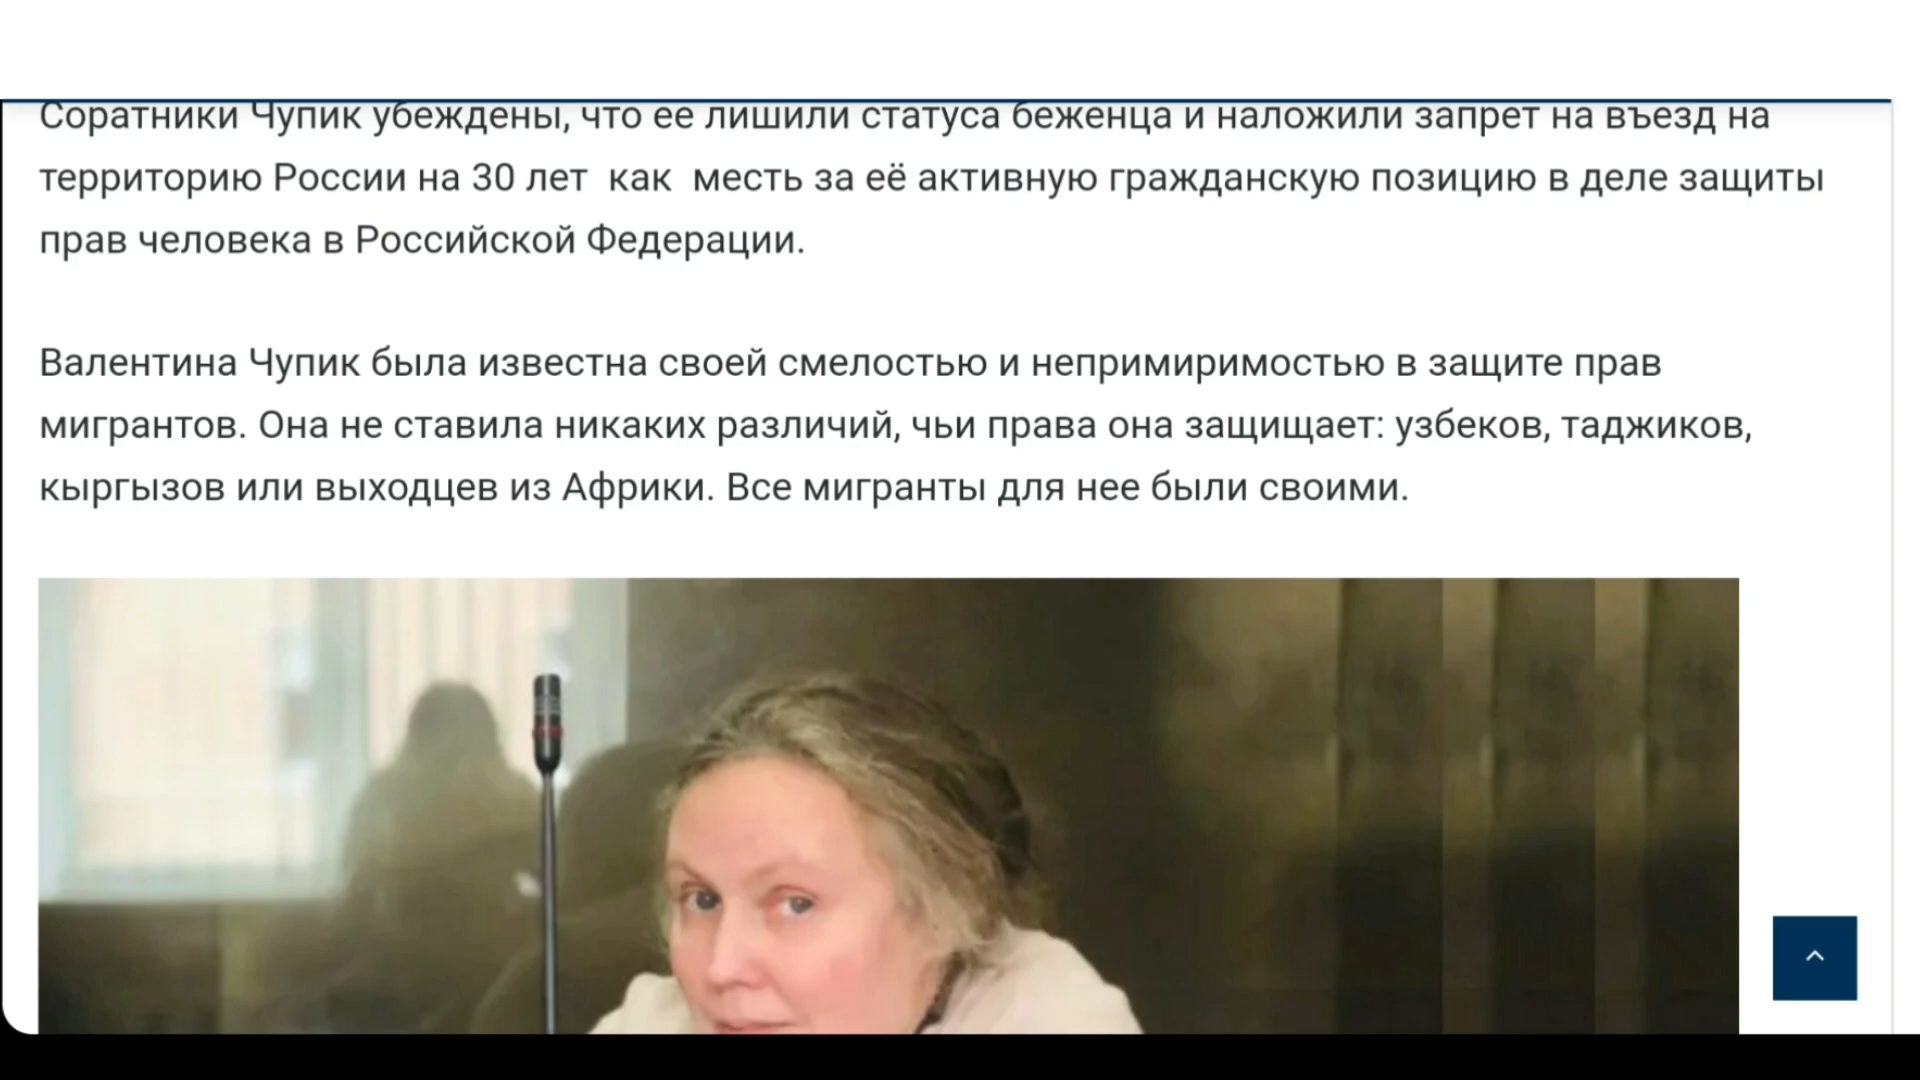 Соратники Чупик убеждены, что ее лишили статуса беженца и наложили запрет на въезд на
территорию России на 30 лет как месть за её активную гражданскую позицию в деле защиты
прав человека в Российской Федерации.
Валентина Чупик была известна своей смелостью и непримиримостью в защите прав
мигрантов. Она не ставила никаких различий, чьи права она защищает: узбеков, таджиков,
кыргызов или выходцев из Африки. Все мигранты для нее были своими.